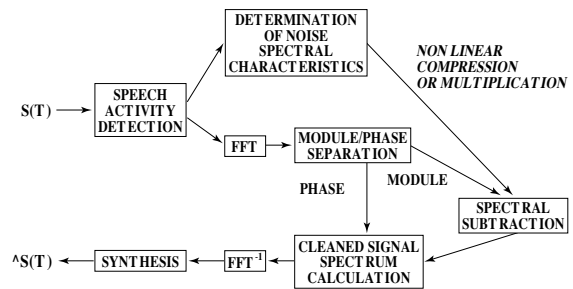 DETERMINATION
OF NOISE
SPECTRAL
CHARACTERISTICS
NON LINEAR
COMPRESSION
OR MULTIPLICATION
S(T)
SPEECH
ACTIVITY
DETECTION
FFT
MODULE/PHASE
SEPARATION
PHASE
MODULE
SPECTRAL
SUBTRACTION
^S(T)
SYNTHESIS
FFT-1
CLEANED SIGNAL
SPECTRUM
CALCULATION